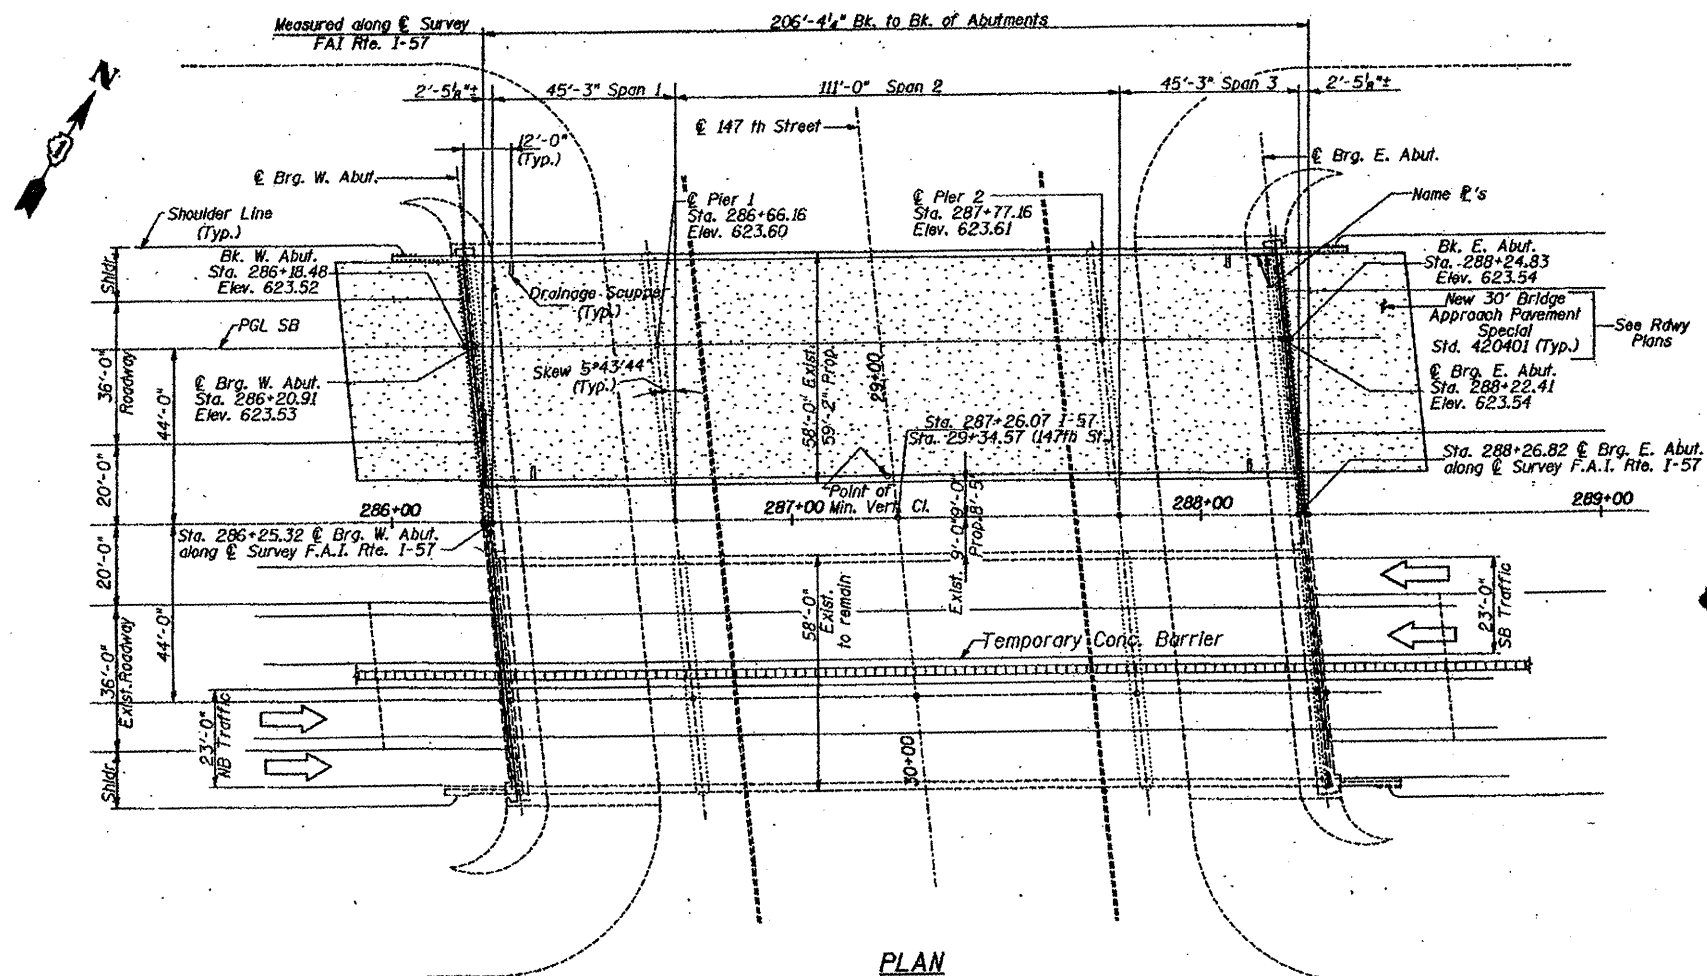 Measured along ℄ Survey
FAI Rte. I-57
206'-4¼" Bk. to Bk. of Abutments
N
2'-5⅛"±
45'-3" Span 1
111'-0" Span 2
45'-3" Span 3
2'-5⅛"±
12'-0"
(Typ.)
℄ 147 th Street
℄ Brg. W. Abut.
℄ Brg. E. Abut.
Name ℞'s
Shoulder Line
(Typ.)
℄ Pier 1
Sta. 286+66.16
Elev. 623.60
℄ Pier 2
Sta. 287+77.16
Elev. 623.61
Bk. W. Abut.
Sta. 286+18.48
Elev. 623.52
Bk. E. Abut.
Sta. 288+24.83
Elev. 623.54
Shldr.
Drainage Scupper
(Typ.)
New 30' Bridge
Approach Pavement
Special
Std. 420401 (Typ.)
See Rdwy
Plans
PGL SB
36'-0"
Roadway
44'-0"
℄ Brg. W. Abut.
Sta. 286+20.91
Elev. 623.53
Skew 5°43'44"
(Typ.)
58'-0" Exist.
59'-2" Prop.
29+00
℄ Brg. E. Abut.
Sta. 288+22.41
Elev. 623.54
Sta. 287+26.07 I-57
Sta. 29+34.57 (147th St.
Sta. 288+26.82 ℄ Brg. E. Abut.
along ℄ Survey F.A.I. Rte. I-57
20'-0"
Point of
Min. Vert. Cl.
286+00
287+00
288+00
289+00
Sta. 286+25.32 ℄ Brg. W. Abut.
along ℄ Survey F.A.I. Rte. I-57
Exist. 9'-0"
9'-0"
Prop. 8'-5"
20'-0"
58'-0"
Exist.
to remain
23'-0"
SB Traffic
Temporary Conc. Barrier
44'-0"
36'-0"
Exist. Roadway
23'-0"
NB Traffic
30+00
Shldr.
PLAN